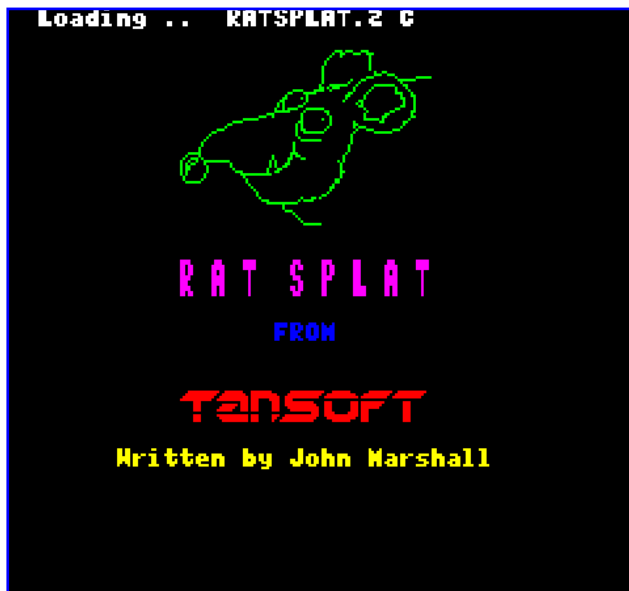 Loading ..  RATSPLAT.2 C
RAT SPLAT
FROM
TANSOFT
Written by John Marshall